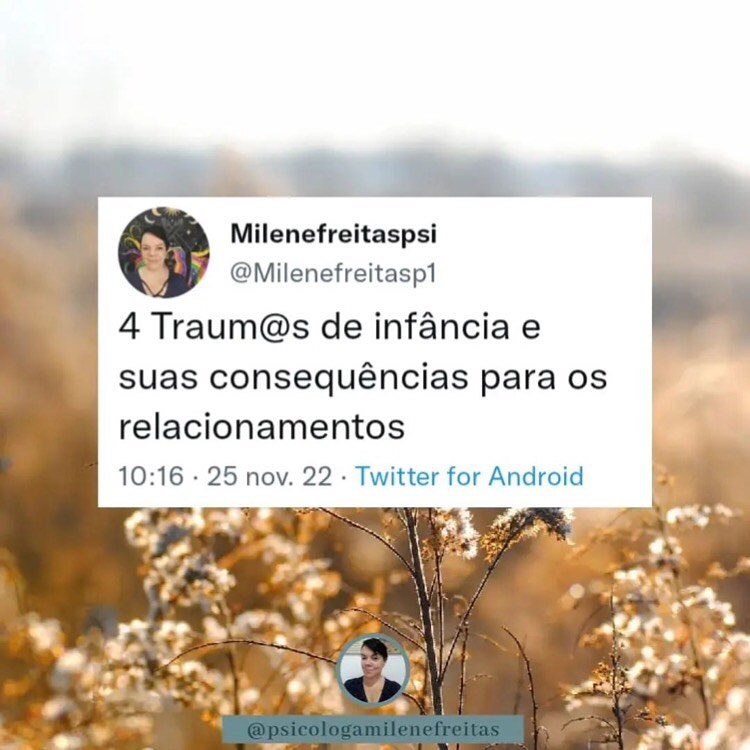 Milenefreitaspsi
@Milenefreitasp1
4 Traum@s de infância e
suas consequências para os
relacionamentos
10:16 · 25 nov. 22 · Twitter for Android
@psicologamilenefreitas